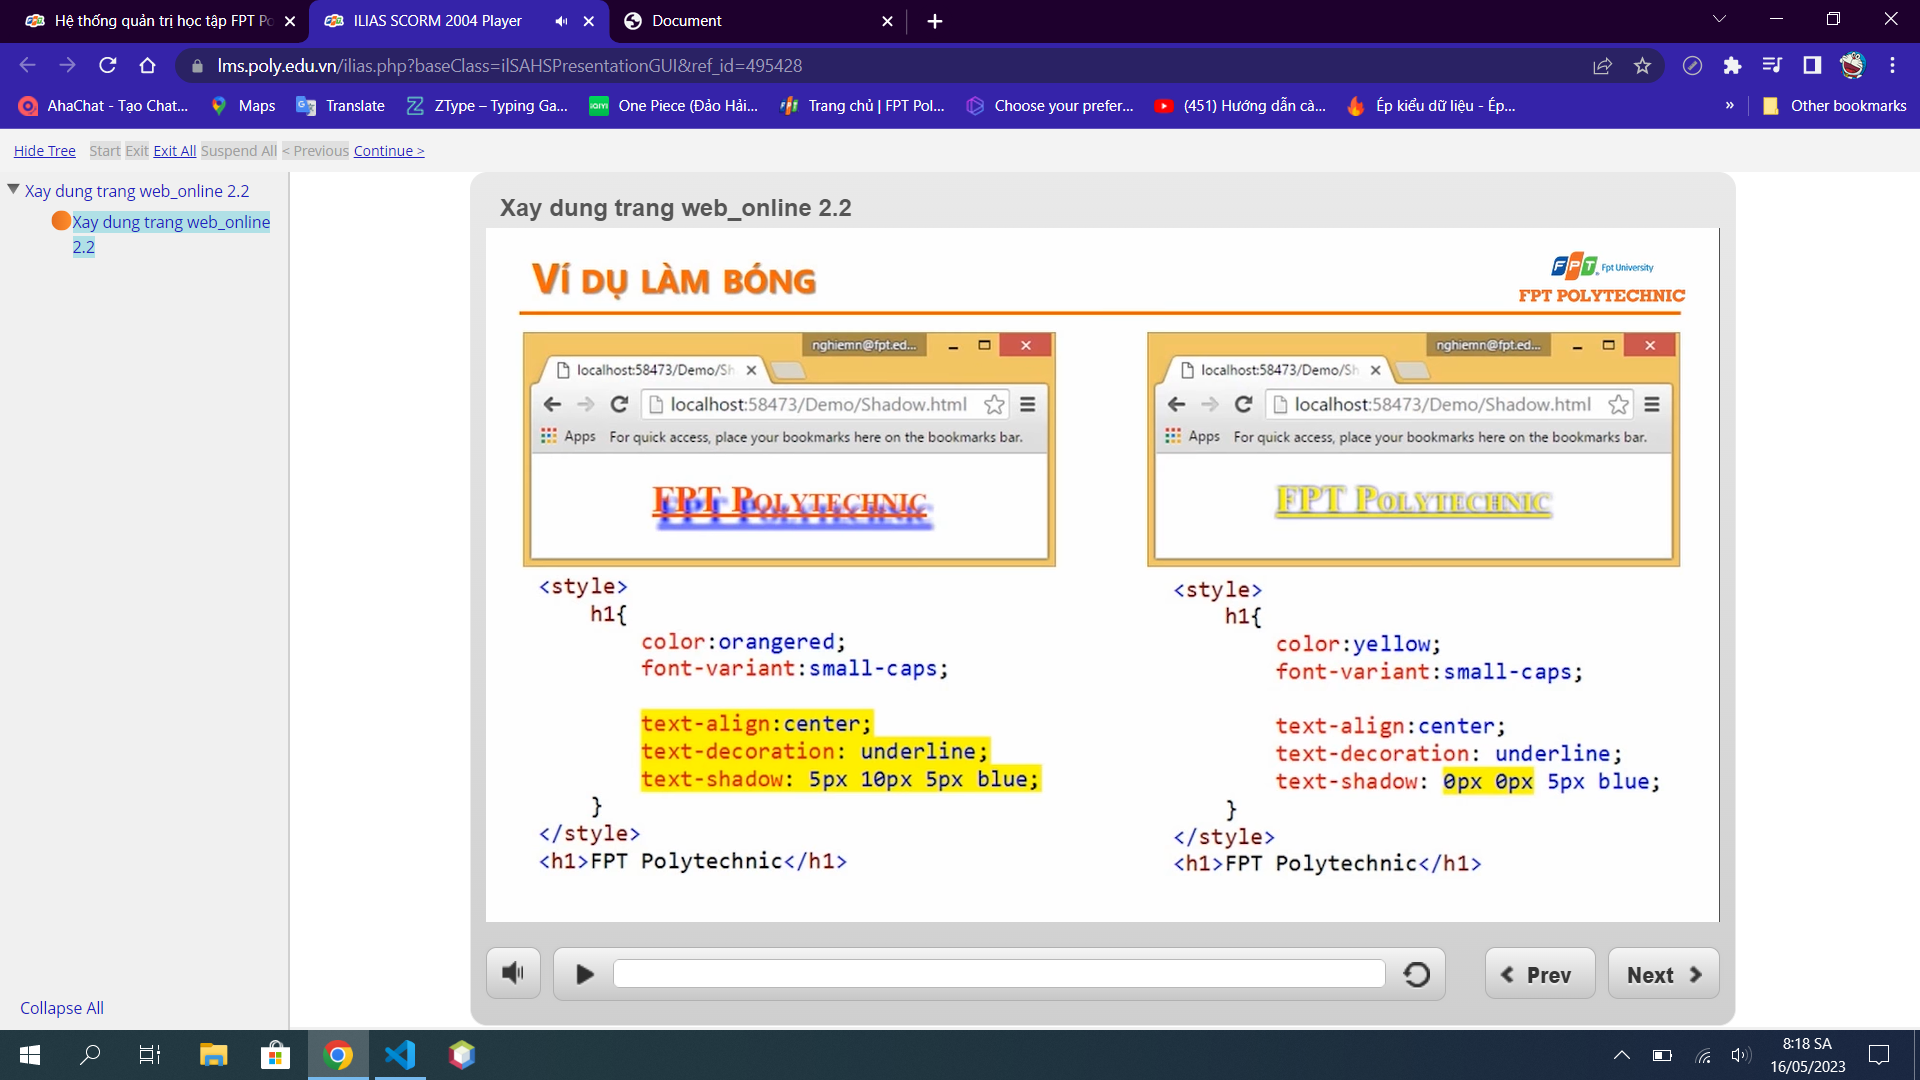 Hệ thống quản trị học tập FPT Po
ILIAS SCORM 2004 Player
Document
lms.poly.edu.vn/ilias.php?baseClass=ilSAHSPresentationGUI&ref_id=495428
AhaChat - Tạo Chat...
Maps
Translate
ZType – Typing Ga...
One Piece (Đảo Hải...
Trang chủ | FPT Pol...
Choose your prefer...
(451) Hướng dẫn cà...
Ép kiểu dữ liệu - Ép...
»
Other bookmarks
Hide Tree Start Exit Exit All Suspend All < Previous Continue >
Xay dung trang web_online 2.2
Xay dung trang web_online
2.2
Collapse All
Xay dung trang web_online 2.2
VÍ DỤ LÀM BÓNG
FPT Fpt University
FPT POLYTECHNIC
nghiemn@fpt.ed...
localhost:58473/Demo/Sh
localhost:58473/Demo/Shadow.html
Apps For quick access, place your bookmarks here on the bookmarks bar.
FPT POLYTECHNIC
<style>
h1{
color:orangered;
font-variant:small-caps;
text-align:center;
text-decoration: underline;
text-shadow: 5px 10px 5px blue;
}
</style>
<h1>FPT Polytechnic</h1>
nghiemn@fpt.ed...
localhost:58473/Demo/Sh
localhost:58473/Demo/Shadow.html
Apps For quick access, place your bookmarks here on the bookmarks bar.
FPT POLYTECHNIC
<style>
h1{
color:yellow;
font-variant:small-caps;
text-align:center;
text-decoration: underline;
text-shadow: 0px 0px 5px blue;
}
</style>
<h1>FPT Polytechnic</h1>
Prev
Next
8:18 SA
16/05/2023